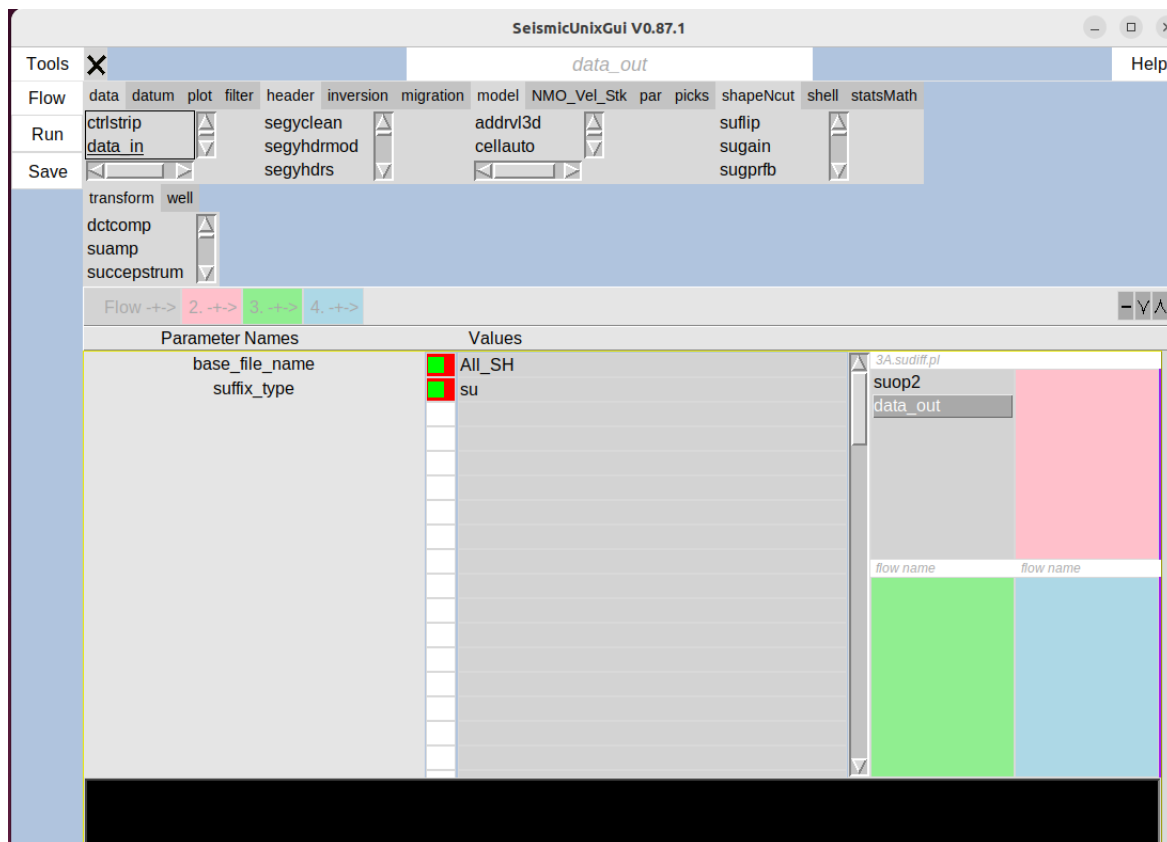 SeismicUnixGui V0.87.1
Tools data_out Help
Flow data datum plot filter header inversion migration model NMO_Vel_Stk par picks shapeNcut shell statsMath
Run ctrlstrip segyclean addrvl3d suflip
data_in segyhdrmod cellauto sugain
Save segyhdrs sugprfb
transform well
dctcomp
suamp
succepstrum
Flow -+-> 2. -+-> 3. -+-> 4. -+->
Parameter Names Values
base_file_name All_SH 3A.sudiff.pl
suffix_type su suop2
data_out
flow name flow name